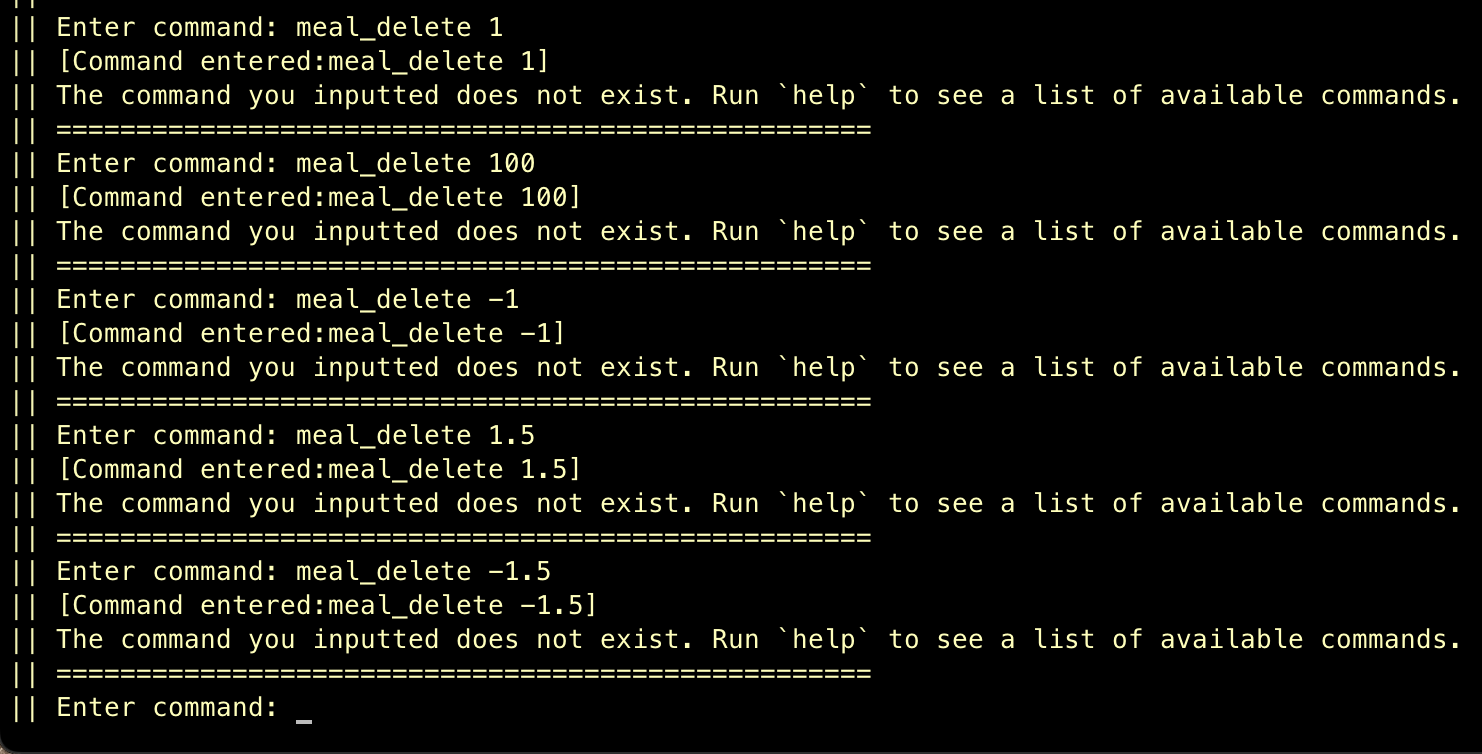 ||
|| Enter command: meal_delete 1
|| [Command entered:meal_delete 1]
|| The command you inputted does not exist. Run `help` to see a list of available commands.
|| ===================================================
|| Enter command: meal_delete 100
|| [Command entered:meal_delete 100]
|| The command you inputted does not exist. Run `help` to see a list of available commands.
|| ===================================================
|| Enter command: meal_delete -1
|| [Command entered:meal_delete -1]
|| The command you inputted does not exist. Run `help` to see a list of available commands.
|| ===================================================
|| Enter command: meal_delete 1.5
|| [Command entered:meal_delete 1.5]
|| The command you inputted does not exist. Run `help` to see a list of available commands.
|| ===================================================
|| Enter command: meal_delete -1.5
|| [Command entered:meal_delete -1.5]
|| The command you inputted does not exist. Run `help` to see a list of available commands.
|| ===================================================
|| Enter command: _